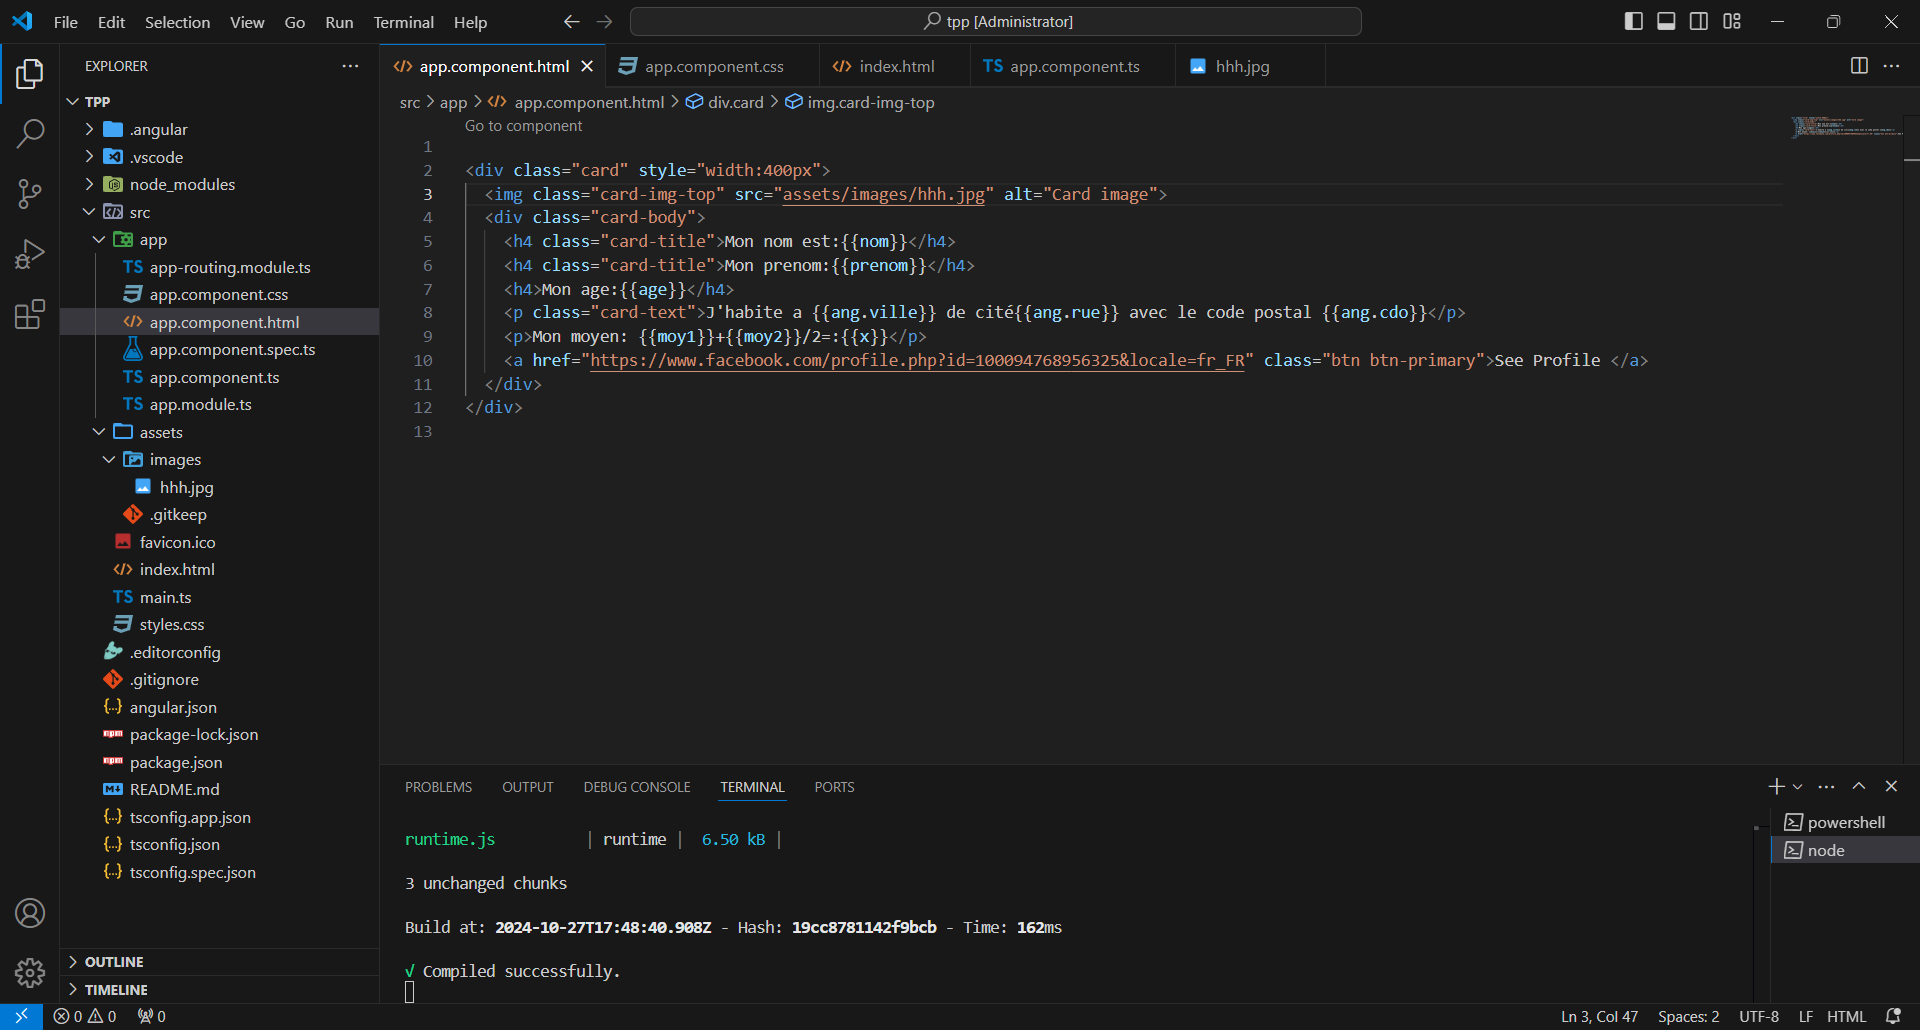 File Edit Selection View Go Run Terminal Help
tpp [Administrator]
EXPLORER
TPP
.angular
.vscode
node_modules
src
app
TS app-routing.module.ts
app.component.css
app.component.html
app.component.spec.ts
TS app.component.ts
TS app.module.ts
assets
images
hhh.jpg
.gitkeep
favicon.ico
index.html
TS main.ts
styles.css
.editorconfig
.gitignore
angular.json
package-lock.json
package.json
README.md
tsconfig.app.json
tsconfig.json
tsconfig.spec.json
OUTLINE
TIMELINE
app.component.html app.component.css index.html TS app.component.ts hhh.jpg
src > app > app.component.html > div.card > img.card-img-top
Go to component
1
2 <div class="card" style="width:400px">
3 <img class="card-img-top" src="assets/images/hhh.jpg" alt="Card image">
4 <div class="card-body">
5 <h4 class="card-title">Mon nom est:{{nom}}</h4>
6 <h4 class="card-title">Mon prenom:{{prenom}}</h4>
7 <h4>Mon age:{{age}}</h4>
8 <p class="card-text">J'habite a {{ang.ville}} de cité{{ang.rue}} avec le code postal {{ang.cdo}}</p>
9 <p>Mon moyen: {{moy1}}+{{moy2}}/2=:{{x}}</p>
10 <a href="https://www.facebook.com/profile.php?id=100094768956325&locale=fr_FR" class="btn btn-primary">See Profile </a>
11 </div>
12 </div>
13
PROBLEMS OUTPUT DEBUG CONSOLE TERMINAL PORTS
runtime.js | runtime | 6.50 kB |
3 unchanged chunks
Build at: 2024-10-27T17:48:40.908Z - Hash: 19cc8781142f9bcb - Time: 162ms
√ Compiled successfully.
powershell
node
0 0 0
Ln 3, Col 47 Spaces: 2 UTF-8 LF HTML